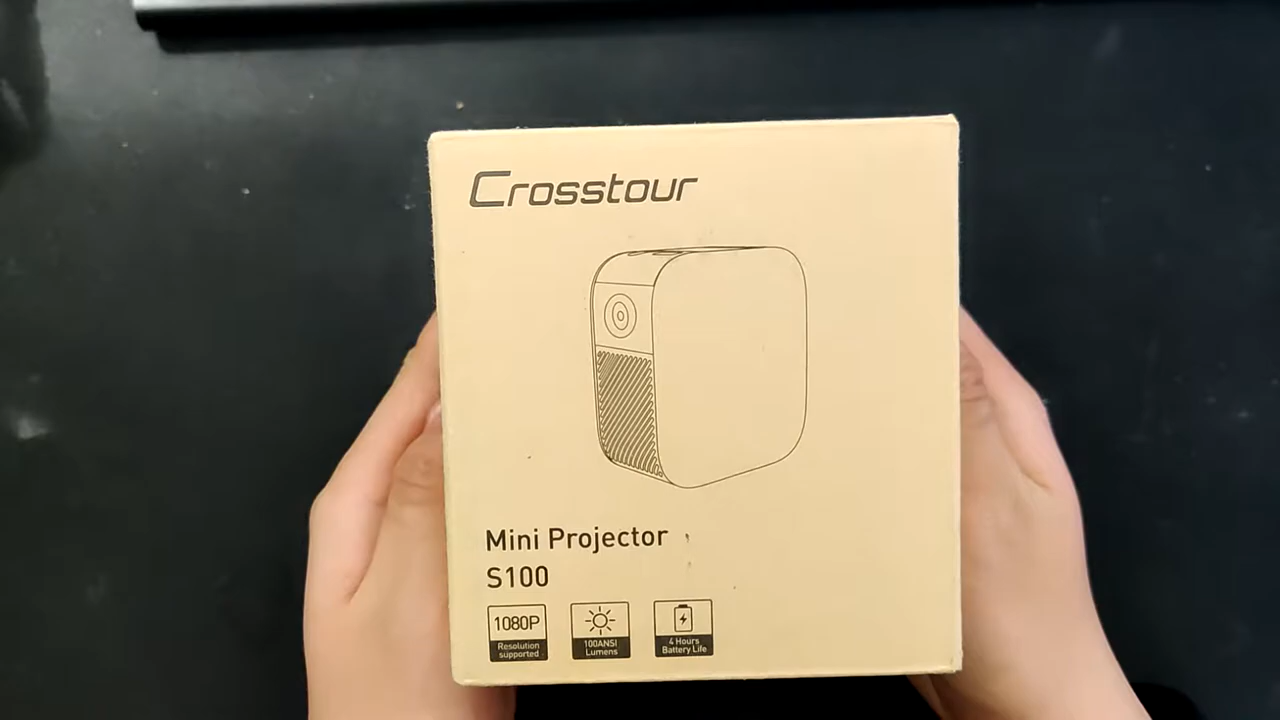 Crosstour
Mini Projector
S100
1080P
Resolution
supported
100ANSI
Lumens
4 Hours
Battery Life